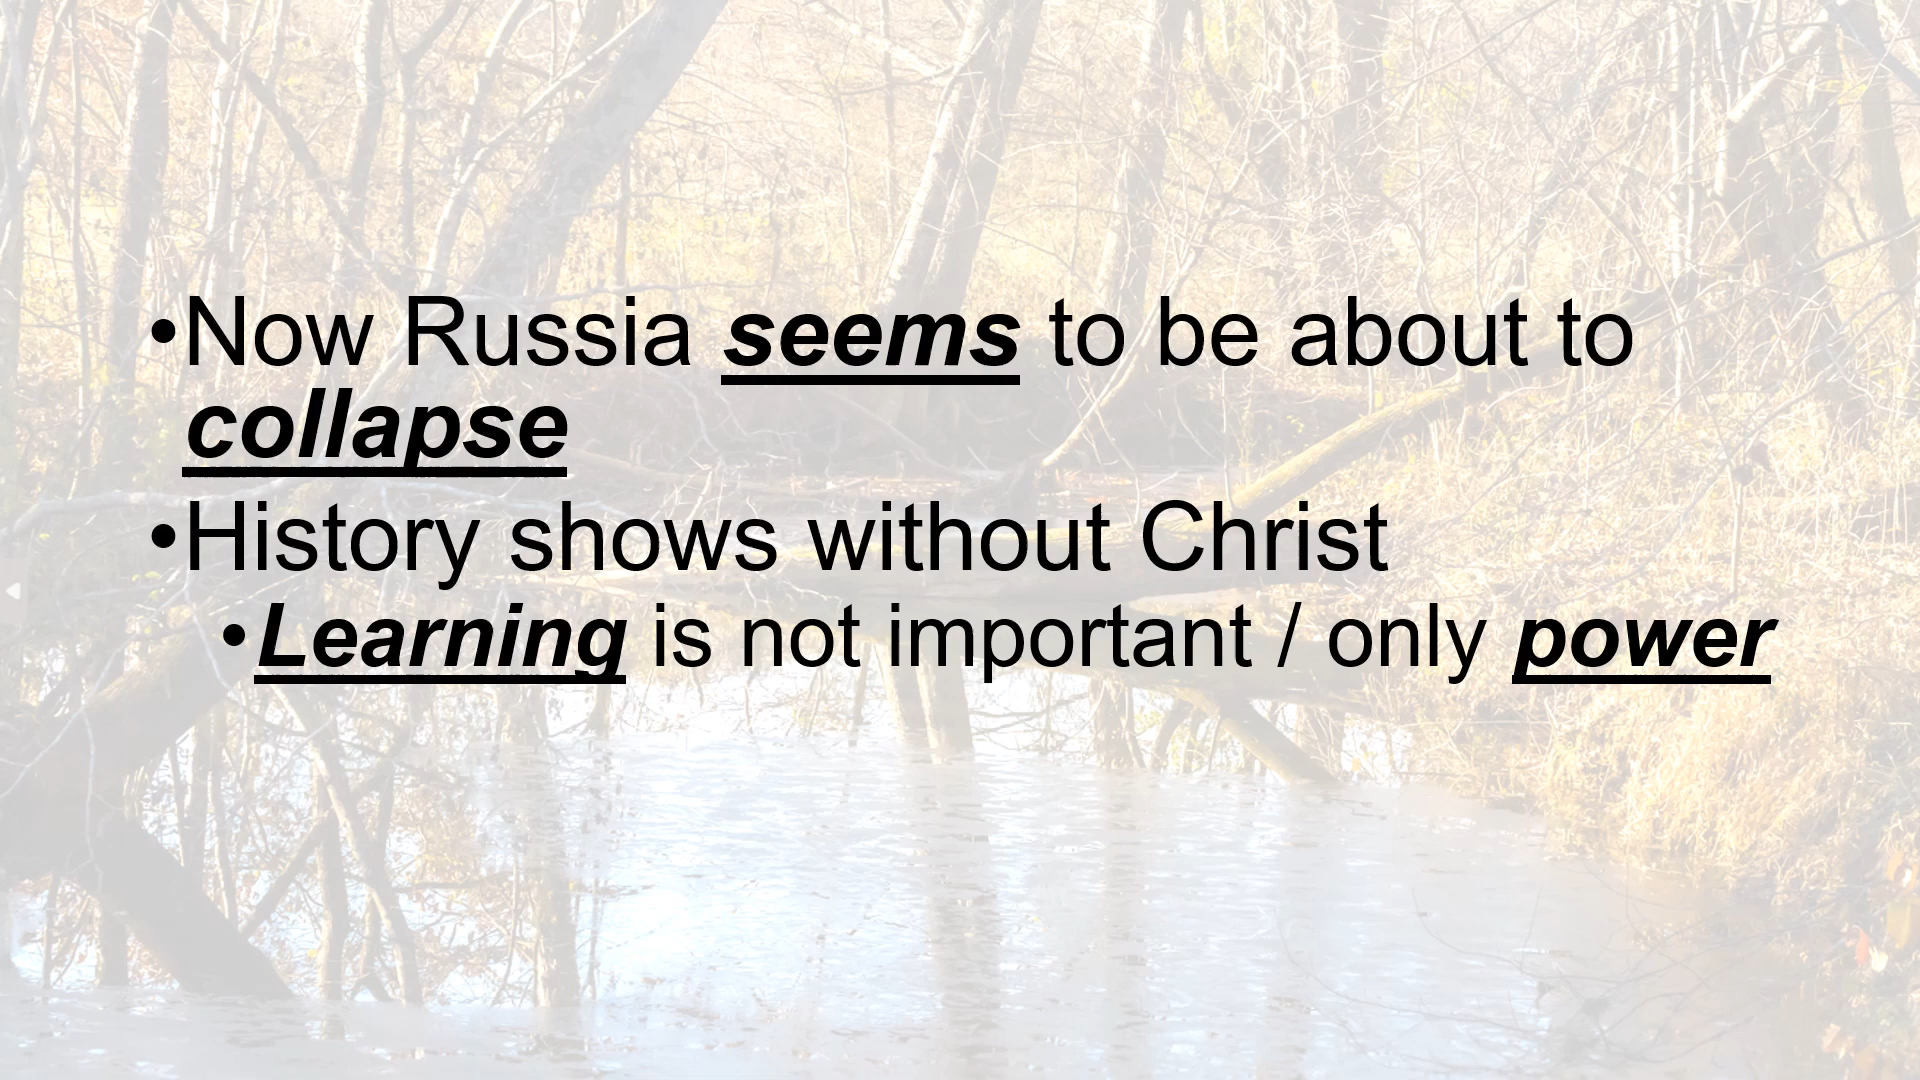 •Now Russia seems to be about to
collapse
•History shows without Christ
•Learning is not important / only power